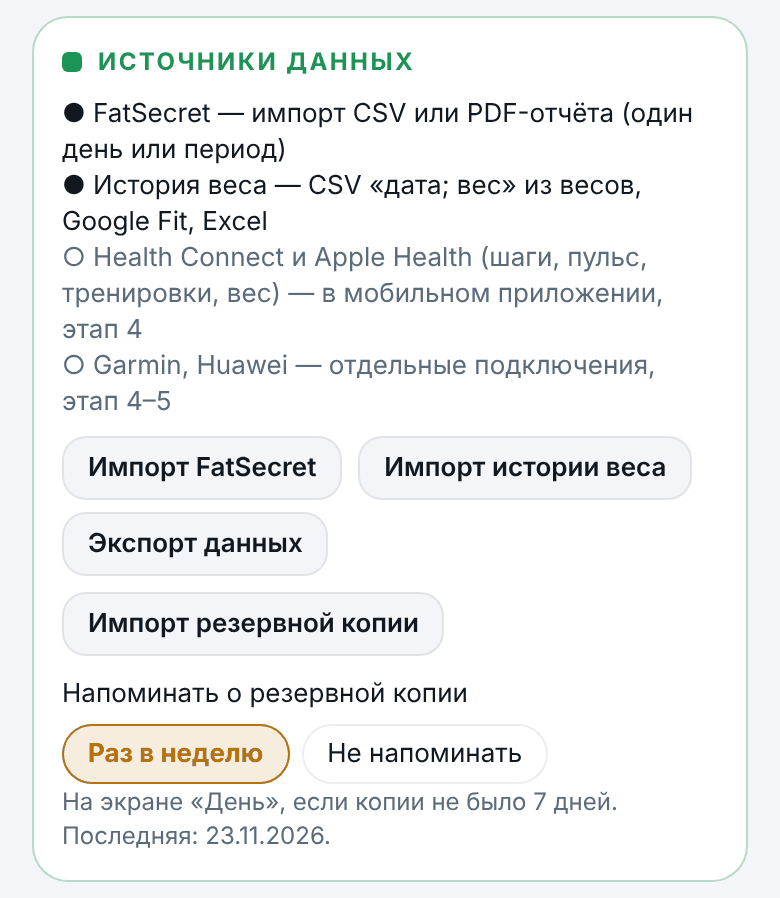 ИСТОЧНИКИ ДАННЫХ
● FatSecret — импорт CSV или PDF-отчёта (один
день или период)
● История веса — CSV «дата; вес» из весов,
Google Fit, Excel
○ Health Connect и Apple Health (шаги, пульс,
тренировки, вес) — в мобильном приложении,
этап 4
○ Garmin, Huawei — отдельные подключения,
этап 4–5
Импорт FatSecret Импорт истории веса
Экспорт данных
Импорт резервной копии
Напоминать о резервной копии
Раз в неделю Не напоминать
На экране «День», если копии не было 7 дней.
Последняя: 23.11.2026.